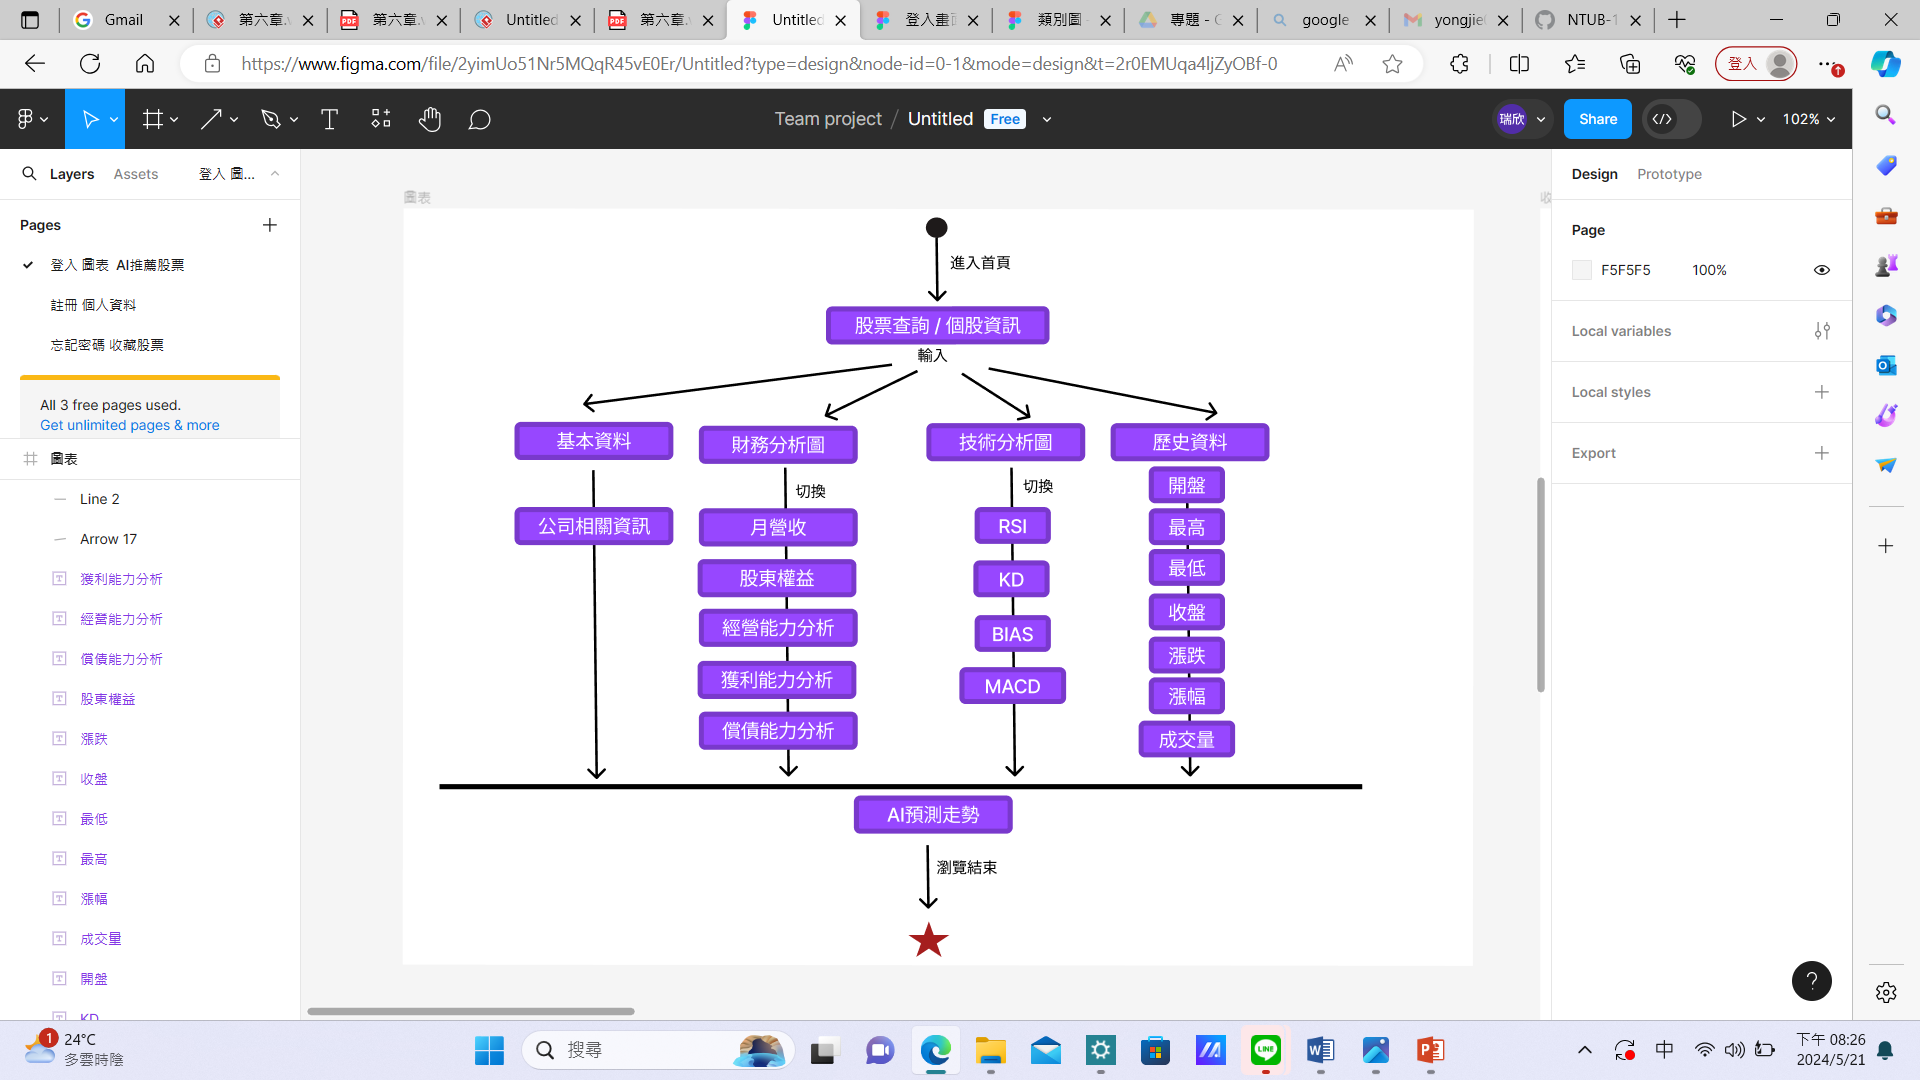 Gmail
第六章.
第六章.
Untitled
第六章.
Untitled
登入畫面
類別圖
專題 - G
google
yongjie
NTUB-1
https://www.figma.com/file/2yimUo51Nr5MQqR45vE0Er/Untitled?type=design&node-id=0-1&mode=design&t=2r0EMUqa4ljZyOBf-0
登入
Team project / Untitled Free
瑞欣
Share
102%
Layers
Assets
登入 圖...
Pages
登入 圖表 AI推薦股票
註冊 個人資料
忘記密碼 收藏股票
All 3 free pages used.
Get unlimited pages & more
圖表
Line 2
Arrow 17
獲利能力分析
經營能力分析
償債能力分析
股東權益
漲跌
收盤
最低
最高
漲幅
成交量
開盤
KD
圖表
收
進入首頁
股票查詢 / 個股資訊
輸入
基本資料
財務分析圖
技術分析圖
歷史資料
切換
切換
開盤
公司相關資訊
月營收
RSI
最高
股東權益
KD
最低
經營能力分析
BIAS
收盤
漲跌
獲利能力分析
MACD
漲幅
償債能力分析
成交量
AI預測走勢
瀏覽結束
Design
Prototype
Page
F5F5F5
100%
Local variables
Local styles
Export
?
1
24°C
多雲時陰
搜尋
LINE
中
下午 08:26
2024/5/21